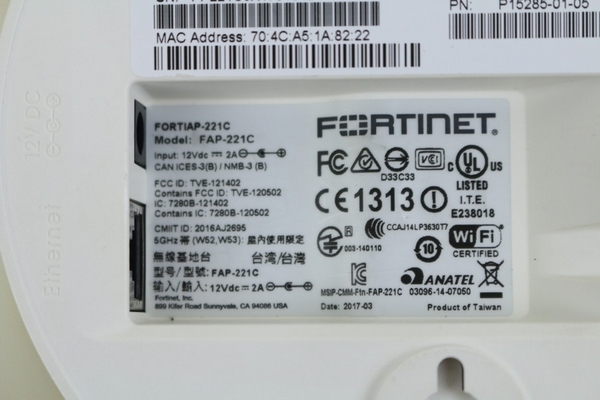 PN: P15285-01-05
MAC Address: 70:4C:A5:1A:82:22
12V DC
Ethernet
FORTIAP-221C
Model: FAP-221C
Input: 12Vdc ⎓ 2A
CAN ICES-3(B) / NMB-3 (B)
FCC ID: TVE-121402
Contains FCC ID: TVE-120502
IC: 7280B-121402
Contains IC: 7280B-120502
CMIIT ID: 2016AJ2695
5GHz 帯 (W52, W53): 屋内使用限定
無線基地台 台湾/台灣
型号/型號: FAP-221C
输入/輸入: 12Vdc ⎓ 2A
Fortinet, Inc.
899 Kifer Road Sunnyvale, CA 94086 USA
FORTINET®
FC
D33C33
VCI
C UL US
LISTED
I.T.E.
E238018
CE 1313
CCAJ14LP3630T7
R
003-140110
10
Wi Fi
CERTIFIED
MSIP-CMM-Ftn-FAP-221C
ANATEL
03096-14-07050
Date: 2017-03
Product of Taiwan